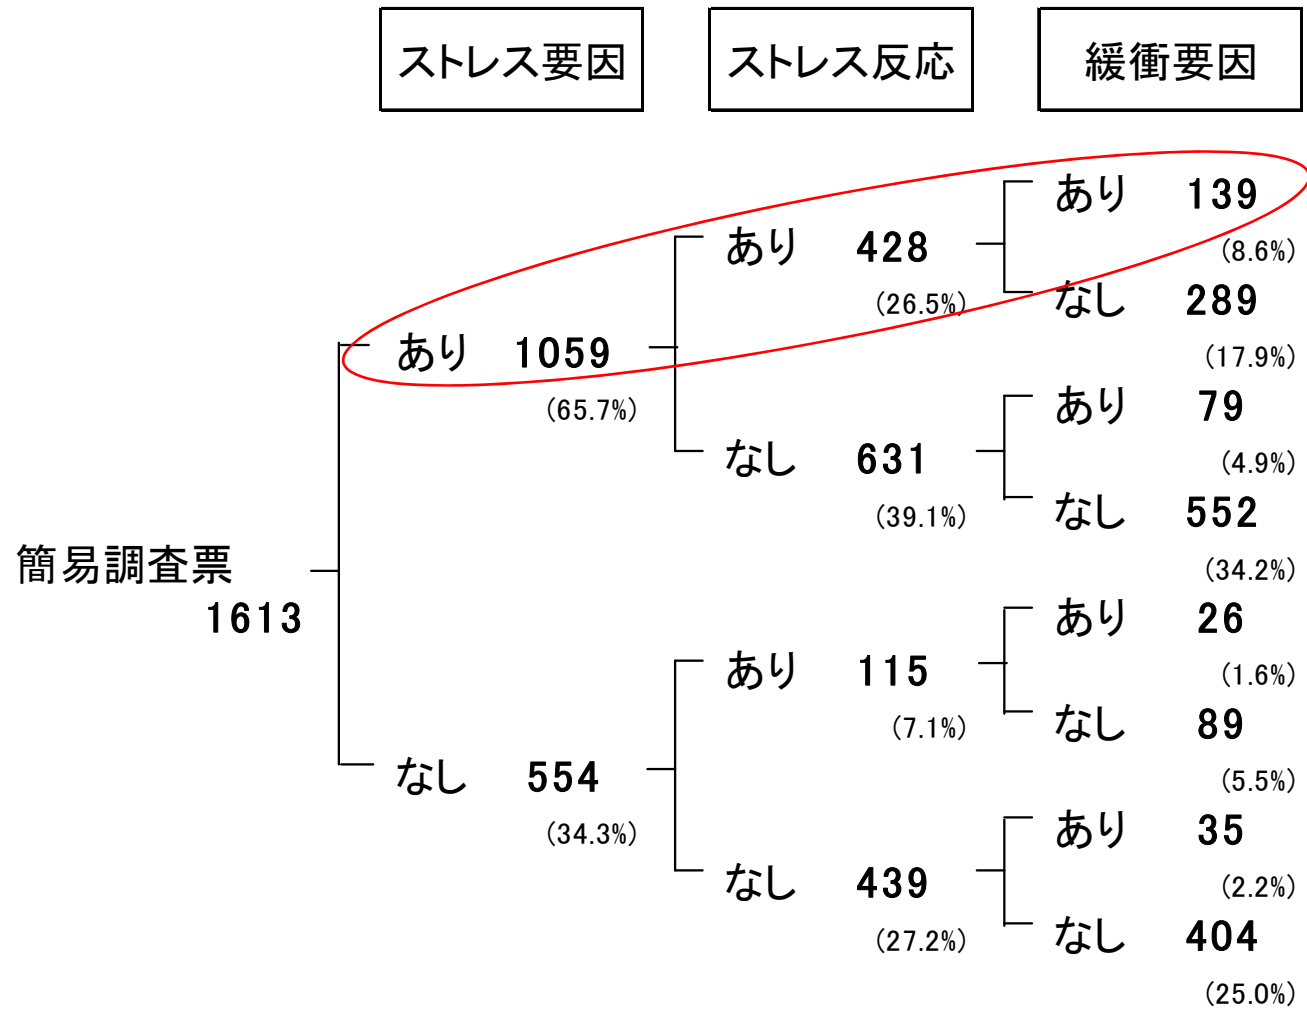 ストレス要因 ストレス反応 緩衝要因
あり 139
(8.6%)
あり 428
(26.5%)
なし 289
(17.9%)
あり 1059
(65.7%)
あり 79
(4.9%)
なし 631
(39.1%)
なし 552
(34.2%)
簡易調査票
1613
あり 26
(1.6%)
あり 115
(7.1%)
なし 89
(5.5%)
なし 554
(34.3%)
あり 35
(2.2%)
なし 439
(27.2%)
なし 404
(25.0%)